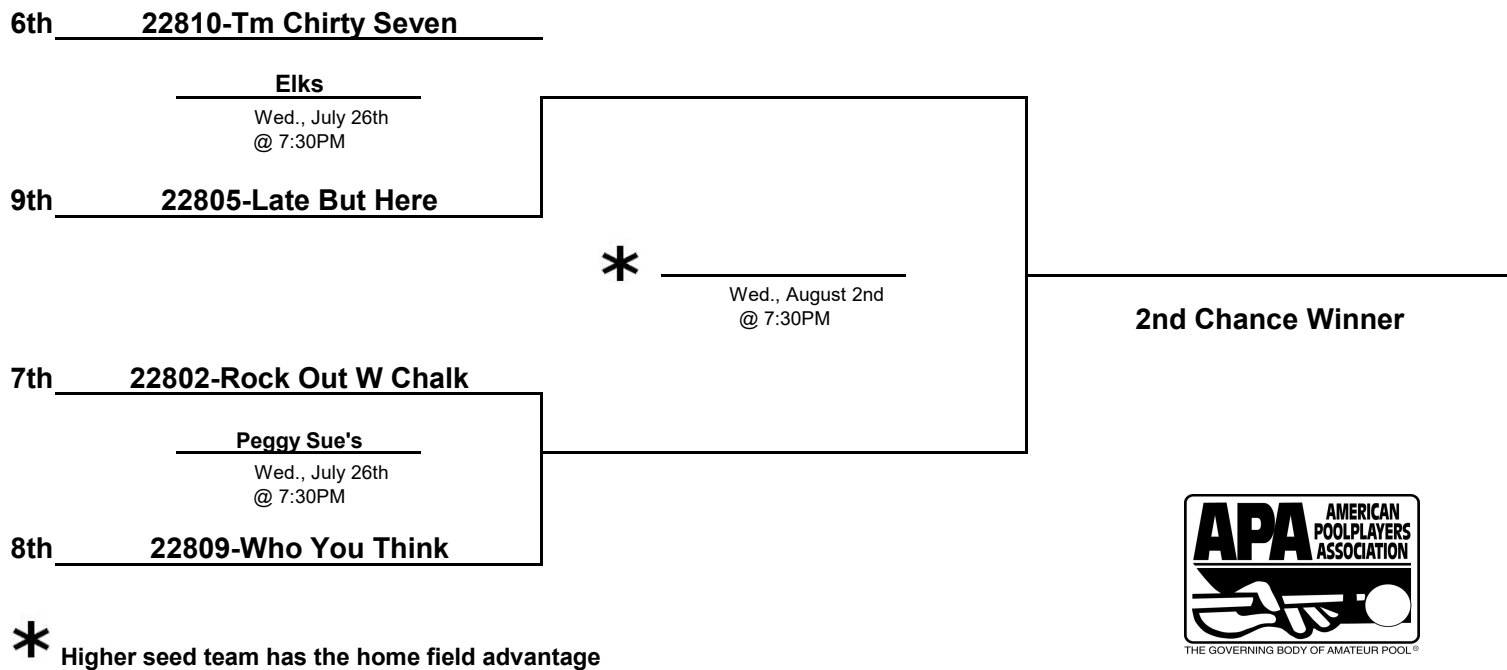 6th 22810-Tm Chirty Seven
Elks
Wed., July 26th
@ 7:30PM
9th 22805-Late But Here
*
Wed., August 2nd
@ 7:30PM
2nd Chance Winner
7th 22802-Rock Out W Chalk
Peggy Sue's
Wed., July 26th
@ 7:30PM
8th 22809-Who You Think
* Higher seed team has the home field advantage
APA AMERICAN
POOLPLAYERS
ASSOCIATION
THE GOVERNING BODY OF AMATEUR POOL®